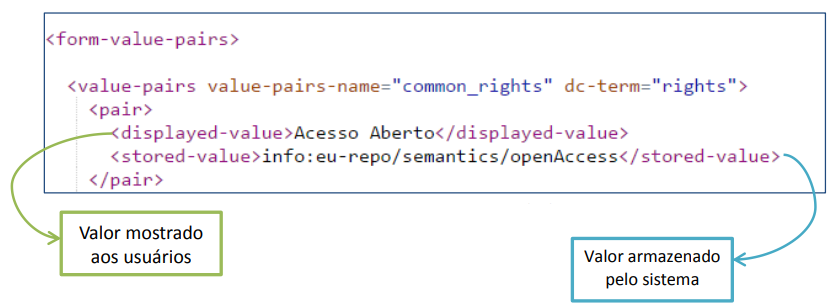 <form-value-pairs>
<value-pairs value-pairs-name="common_rights" dc-term="rights">
<pair>
<displayed-value>Acesso Aberto</displayed-value>
<stored-value>info:eu-repo/semantics/openAccess</stored-value>
</pair>
Valor mostrado
aos usuários
Valor armazenado
pelo sistema